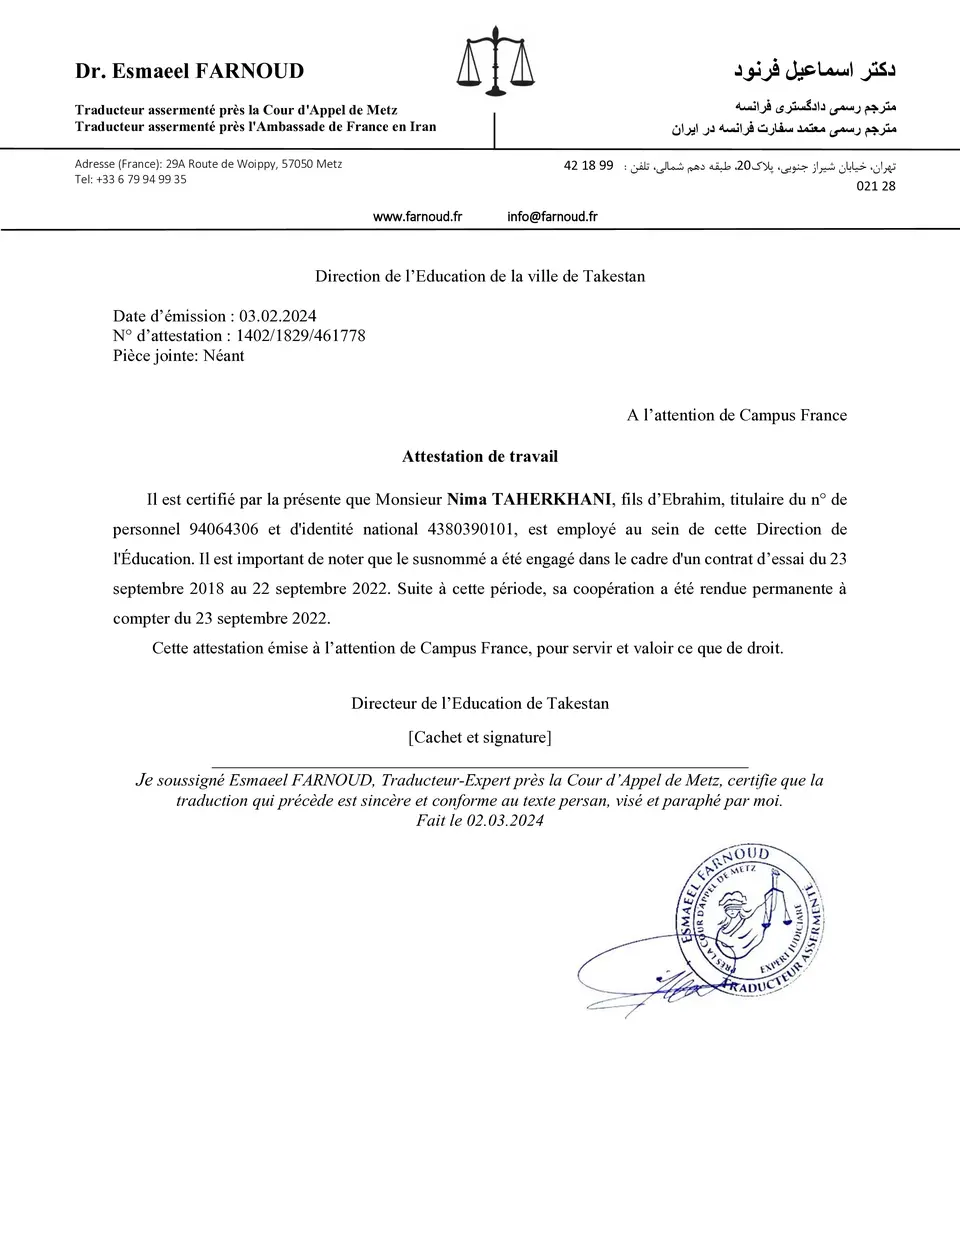 Dr. Esmaeel FARNOUD
Traducteur assermenté près la Cour d'Appel de Metz
Traducteur assermenté près l'Ambassade de France en Iran
دکتر اسماعیل فرنود
مترجم رسمی دادگستری فرانسه
مترجم رسمی معتمد سفارت فرانسه در ایران
Adresse (France): 29A Route de Woippy, 57050 Metz
Tel: +33 6 79 94 99 35
تهران، خیابان شیراز جنوبی، پلاک20، طبقه دهم شمالی، تلفن : 42 18 99
021 28
www.farnoud.fr info@farnoud.fr
Direction de l’Education de la ville de Takestan
Date d’émission : 03.02.2024
N° d’attestation : 1402/1829/461778
Pièce jointe: Néant
A l’attention de Campus France
Attestation de travail
Il est certifié par la présente que Monsieur Nima TAHERKHANI, fils d’Ebrahim, titulaire du n° de
personnel 94064306 et d'identité national 4380390101, est employé au sein de cette Direction de
l'Éducation. Il est important de noter que le susnommé a été engagé dans le cadre d'un contrat d’essai du 23
septembre 2018 au 22 septembre 2022. Suite à cette période, sa coopération a été rendue permanente à
compter du 23 septembre 2022.
Cette attestation émise à l’attention de Campus France, pour servir et valoir ce que de droit.
Directeur de l’Education de Takestan
[Cachet et signature]
Je soussigné Esmaeel FARNOUD, Traducteur-Expert près la Cour d’Appel de Metz, certifie que la
traduction qui précède est sincère et conforme au texte persan, visé et paraphé par moi.
Fait le 02.03.2024
ESMAEEL FARNOUD
PRES LA COUR D'APPEL DE METZ
EXPERT JUDICIAIRE
TRADUCTEUR ASSERMENTE